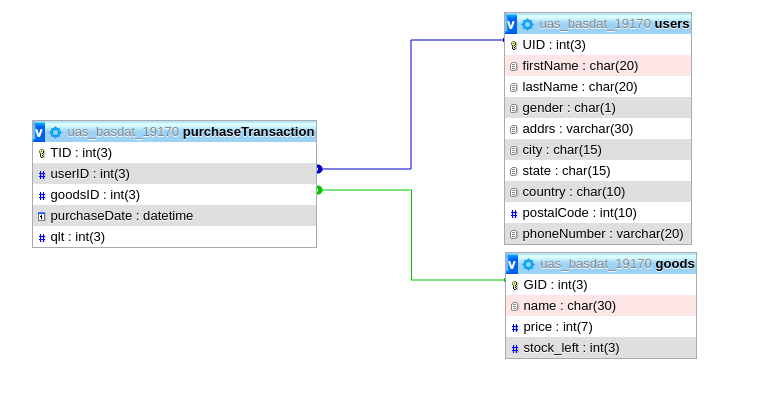 v uas_basdat_19170 users
UID : int(3)
firstName : char(20)
lastName : char(20)
gender : char(1)
addrs : varchar(30)
city : char(15)
state : char(15)
country : char(10)
# postalCode : int(10)
phoneNumber : varchar(20)
v uas_basdat_19170 purchaseTransaction
TID : int(3)
# userID : int(3)
# goodsID : int(3)
purchaseDate : datetime
# qlt : int(3)
v uas_basdat_19170 goods
GID : int(3)
name : char(30)
# price : int(7)
# stock_left : int(3)